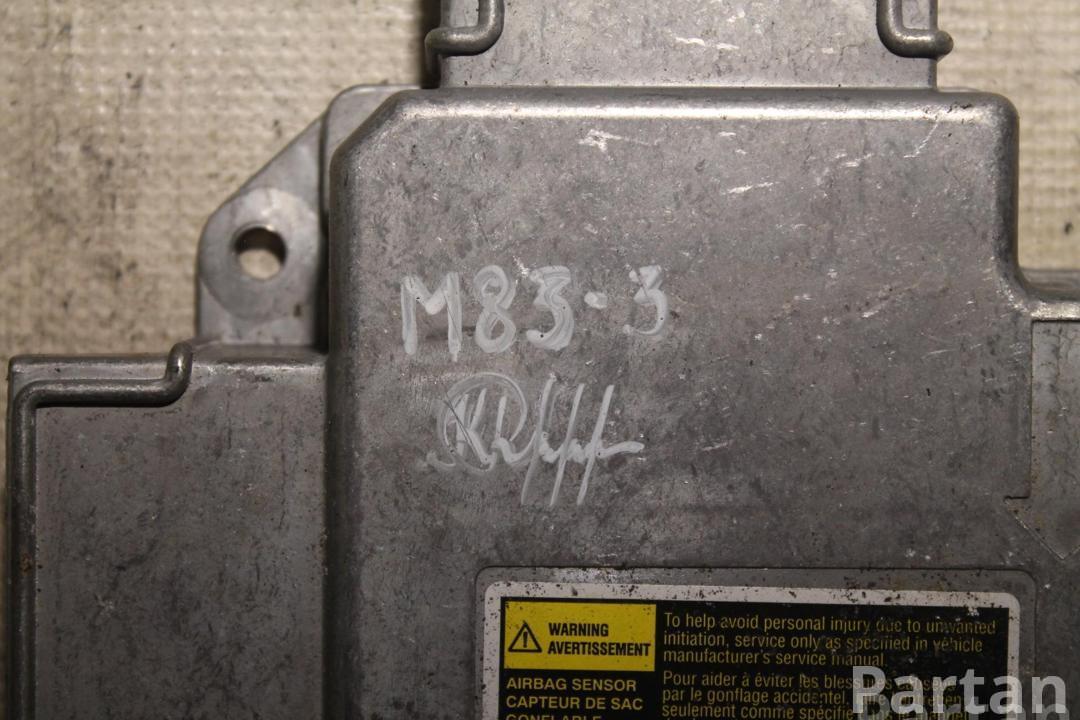 M83-3
WARNING
AVERTISSEMENT
AIRBAG SENSOR
CAPTEUR DE SAC
GONFLABLE
To help avoid personal injury due to unwanted
initiation, service only as specified in vehicle
manufacturer's service manual.
Pour aider à éviter les blessures
par le gonflage accidentel,
seulement comme spécifié
Partan